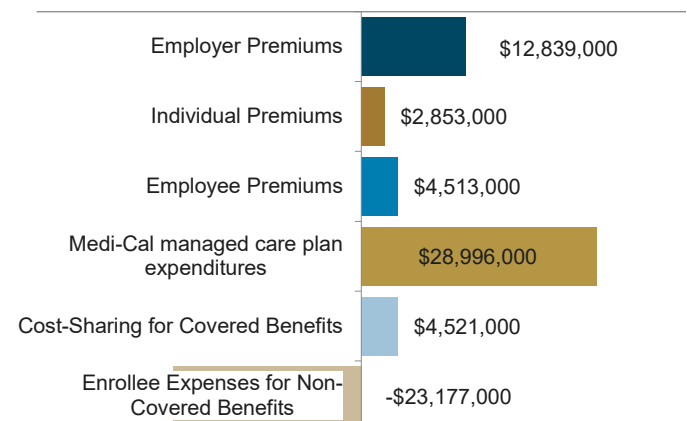 Employer Premiums
$12,839,000
Individual Premiums
$2,853,000
Employee Premiums
$4,513,000
Medi-Cal managed care plan
expenditures
$28,996,000
Cost-Sharing for Covered Benefits
$4,521,000
Enrollee Expenses for Non-
Covered Benefits
-$23,177,000